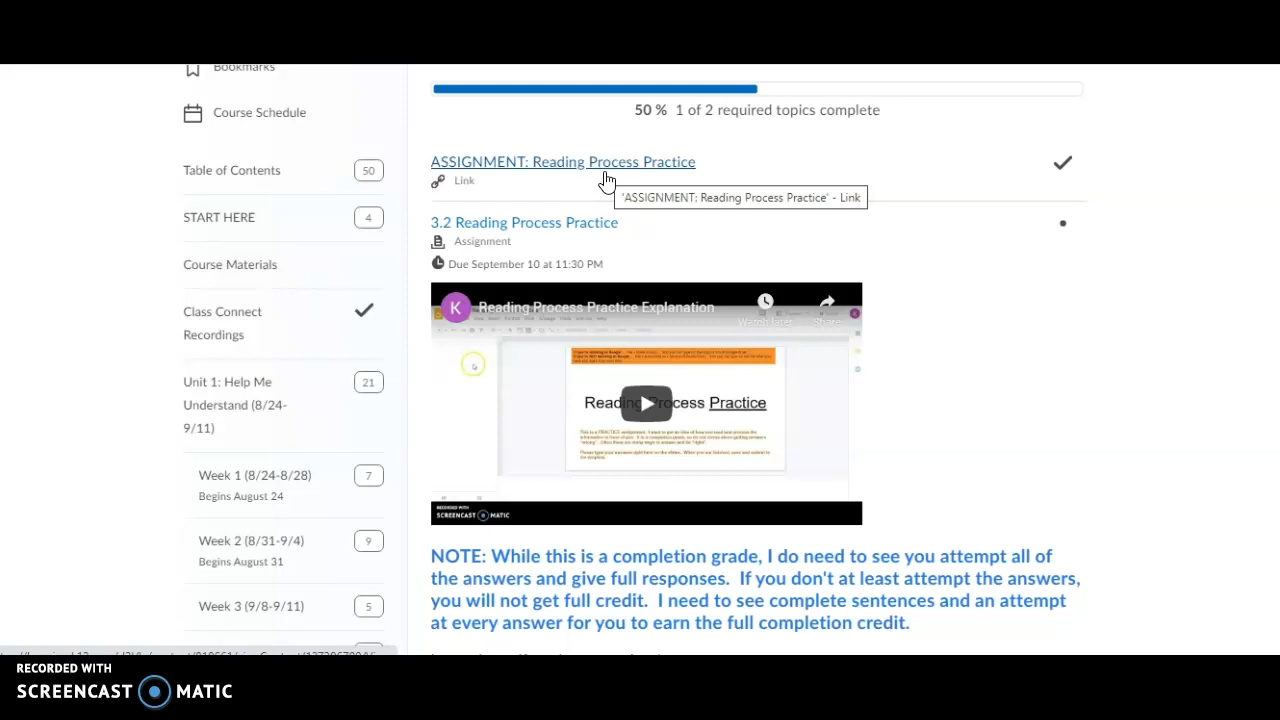 Bookmarks
Course Schedule
Table of Contents 50
START HERE 4
Course Materials
Class Connect
Recordings
Unit 1: Help Me 21
Understand (8/24-
9/11)
Week 1 (8/24-8/28) 7
Begins August 24
Week 2 (8/31-9/4) 9
Begins August 31
Week 3 (9/8-9/11) 5
50 % 1 of 2 required topics complete
ASSIGNMENT: Reading Process Practice
Link
'ASSIGNMENT: Reading Process Practice' - Link
3.2 Reading Process Practice
Assignment
Due September 10 at 11:30 PM
K Reading Process Practice Explanation
Watch later Share
Reading Process Practice
RECORDED WITH
SCREENCAST MATIC
NOTE: While this is a completion grade, I do need to see you attempt all of
the answers and give full responses. If you don't at least attempt the answers,
you will not get full credit. I need to see complete sentences and an attempt
at every answer for you to earn the full completion credit.
RECORDED WITH
SCREENCAST MATIC